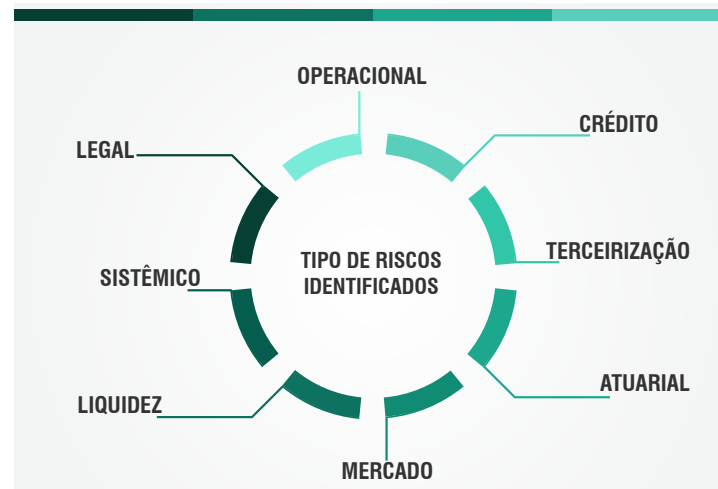 OPERACIONAL
CRÉDITO
LEGAL
TERCEIRIZAÇÃO
TIPO DE RISCOS
IDENTIFICADOS
SISTÊMICO
ATUARIAL
LIQUIDEZ
MERCADO